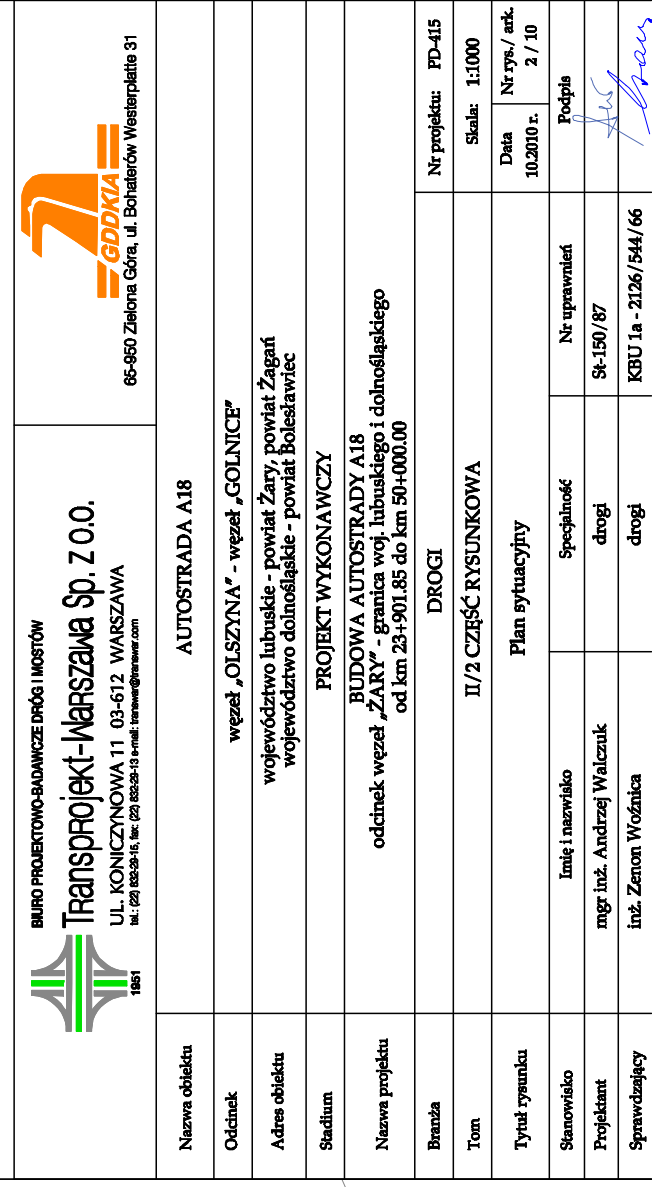 BIURO PROJEKTOWO-BADAWCZE DRÓG I MOSTÓW
Transprojekt-Warszawa Sp. z o.o.
UL. KONICZYNOWA 11 03-612 WARSZAWA
tel.: (22) 832-29-15, fax: (22) 832-29-13 e-mail: transwar@transwar.com
1951
GDDKIA
65-950 Zielona Góra, ul. Bohaterów Westerplatte 31
Nazwa obiektu AUTOSTRADA A18
Odcinek węzeł „OLSZYNA” - węzeł „GOLNICE”
Adres obiektu województwo lubuskie - powiat Żary, powiat Żagań
województwo dolnośląskie - powiat Bolesławiec
Stadium PROJEKT WYKONAWCZY
Nazwa projektu BUDOWA AUTOSTRADY A18
odcinek węzeł „ŻARY” - granica woj. lubuskiego i dolnośląskiego
od km 23+901.85 do km 50+000.00
Branża DROGI Nr projektu: PD-415
Tom II/2 CZĘŚĆ RYSUNKOWA Skala: 1:1000
Tytuł rysunku Plan sytuacyjny Data Nr rys./ ark.
10.2010 r. 2 / 10
Stanowisko Imię i nazwisko Specjalność Nr uprawnień Podpis
Projektant mgr inż. Andrzej Walczuk drogi St-150/87
Sprawdzający inż. Zenon Woźnica drogi KBU 1a - 2126/544/66